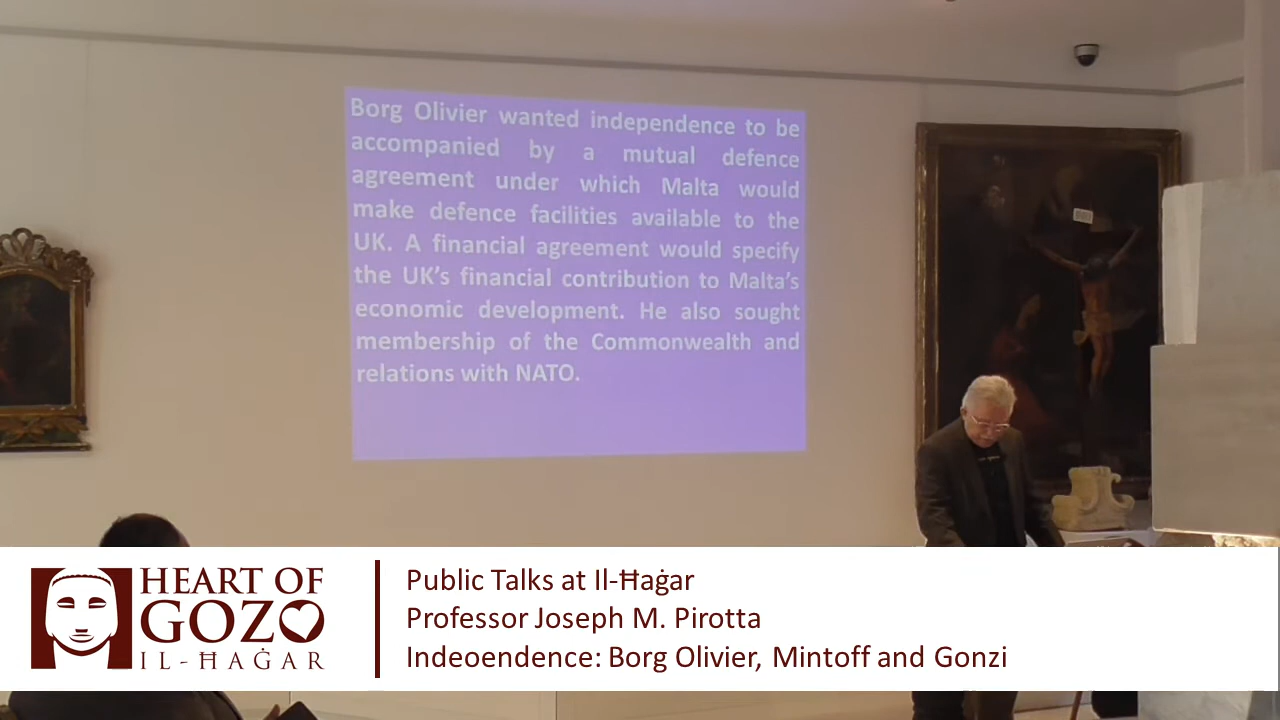 Borg Olivier wanted independence to be
accompanied by a mutual defence
agreement under which Malta would
make defence facilities available to the
UK. A financial agreement would specify
the UK's financial contribution to Malta's
economic development. He also sought
membership of the Commonwealth and
relations with NATO.
HEART OF
GOZO
IL-ĦAĠAR
Public Talks at Il-Ħaġar
Professor Joseph M. Pirotta
Indeoendence: Borg Olivier, Mintoff and Gonzi